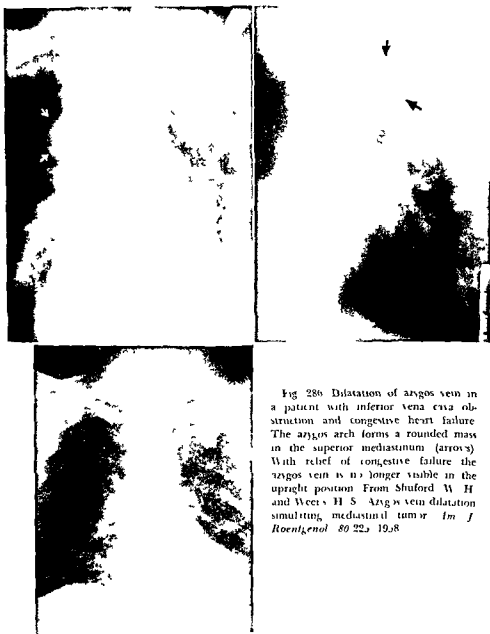 Fig 286 Dilatation of azygos vein in
a patient with inferior vena cava ob-
struction and congestive heart failure
The azygos arch forms a rounded mass
in the superior mediastinum (arrows)
With relief of congestive failure the
azygos vein is no longer visible in the
upright position From Shuford W H
and Weens H S Azygos vein dilatation
simulating mediastinal tumor Am J
Roentgenol 80 225 1958